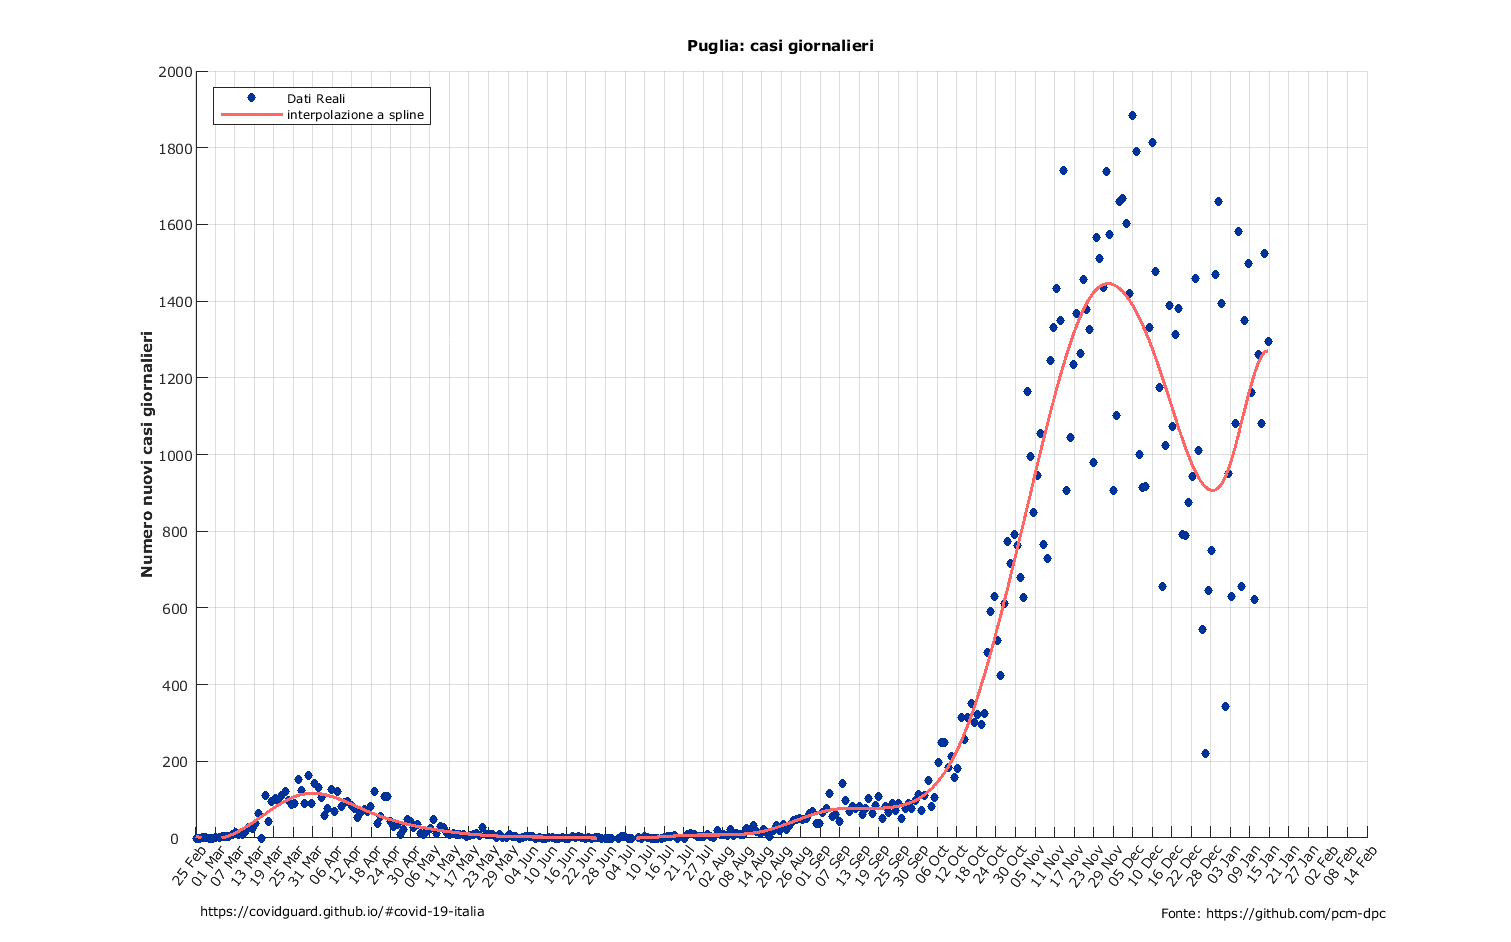 Puglia: casi giornalieri
Dati Reali
interpolazione a spline
Numero nuovi casi giornalieri
2000
1800
1600
1400
1200
1000
800
600
400
200
0
25 Feb
01 Mar
07 Mar
13 Mar
19 Mar
25 Mar
31 Mar
06 Apr
12 Apr
18 Apr
24 Apr
30 Apr
06 May
11 May
17 May
23 May
29 May
04 Jun
10 Jun
16 Jun
22 Jun
28 Jun
04 Jul
10 Jul
16 Jul
21 Jul
27 Jul
02 Aug
08 Aug
14 Aug
20 Aug
26 Aug
01 Sep
07 Sep
13 Sep
19 Sep
25 Sep
30 Oct
06 Oct
12 Oct
18 Oct
24 Oct
30 Oct
05 Nov
11 Nov
17 Nov
23 Nov
29 Dec
05 Dec
10 Dec
16 Dec
22 Dec
28 Dec
03 Jan
09 Jan
15 Jan
21 Jan
27 Feb
02 Feb
08 Feb
14 Feb
https://covidguard.github.io/#covid-19-italia
Fonte: https://github.com/pcm-dpc